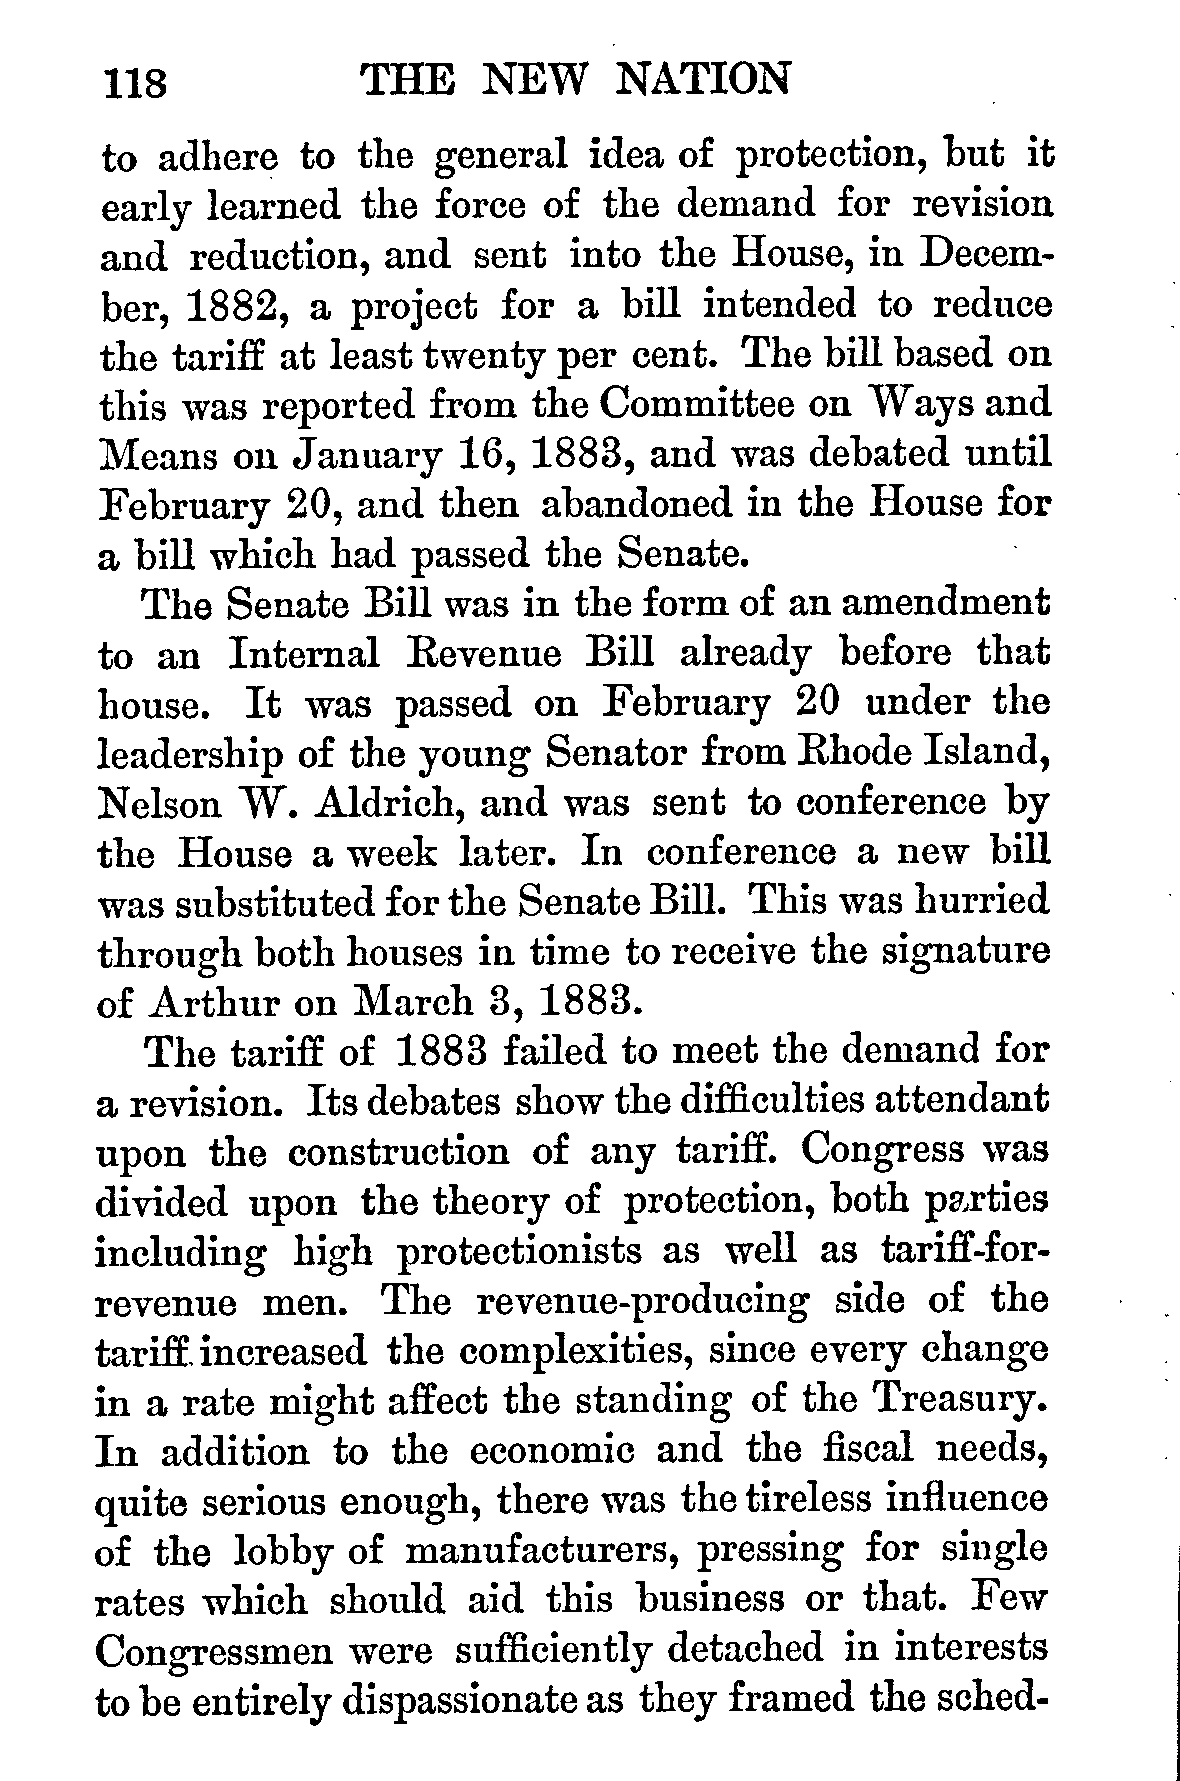 118 THE NEW NATION
to adhere to the general idea of protection, but it
early learned the force of the demand for revision
and reduction, and sent into the House, in Decem-
ber, 1882, a project for a bill intended to reduce
the tariff at least twenty per cent. The bill based on
this was reported from the Committee on Ways and
Means on January 16, 1883, and was debated until
February 20, and then abandoned in the House for
a bill which had passed the Senate.
The Senate Bill was in the form of an amendment
to an Internal Revenue Bill already before that
house. It was passed on February 20 under the
leadership of the young Senator from Rhode Island,
Nelson W. Aldrich, and was sent to conference by
the House a week later. In conference a new bill
was substituted for the Senate Bill. This was hurried
through both houses in time to receive the signature
of Arthur on March 3, 1883.
The tariff of 1883 failed to meet the demand for
a revision. Its debates show the difficulties attendant
upon the construction of any tariff. Congress was
divided upon the theory of protection, both parties
including high protectionists as well as tariff-for-
revenue men. The revenue-producing side of the
tariff increased the complexities, since every change
in a rate might affect the standing of the Treasury.
In addition to the economic and the fiscal needs,
quite serious enough, there was the tireless influence
of the lobby of manufacturers, pressing for single
rates which should aid this business or that. Few
Congressmen were sufficiently detached in interests
to be entirely dispassionate as they framed the sched-